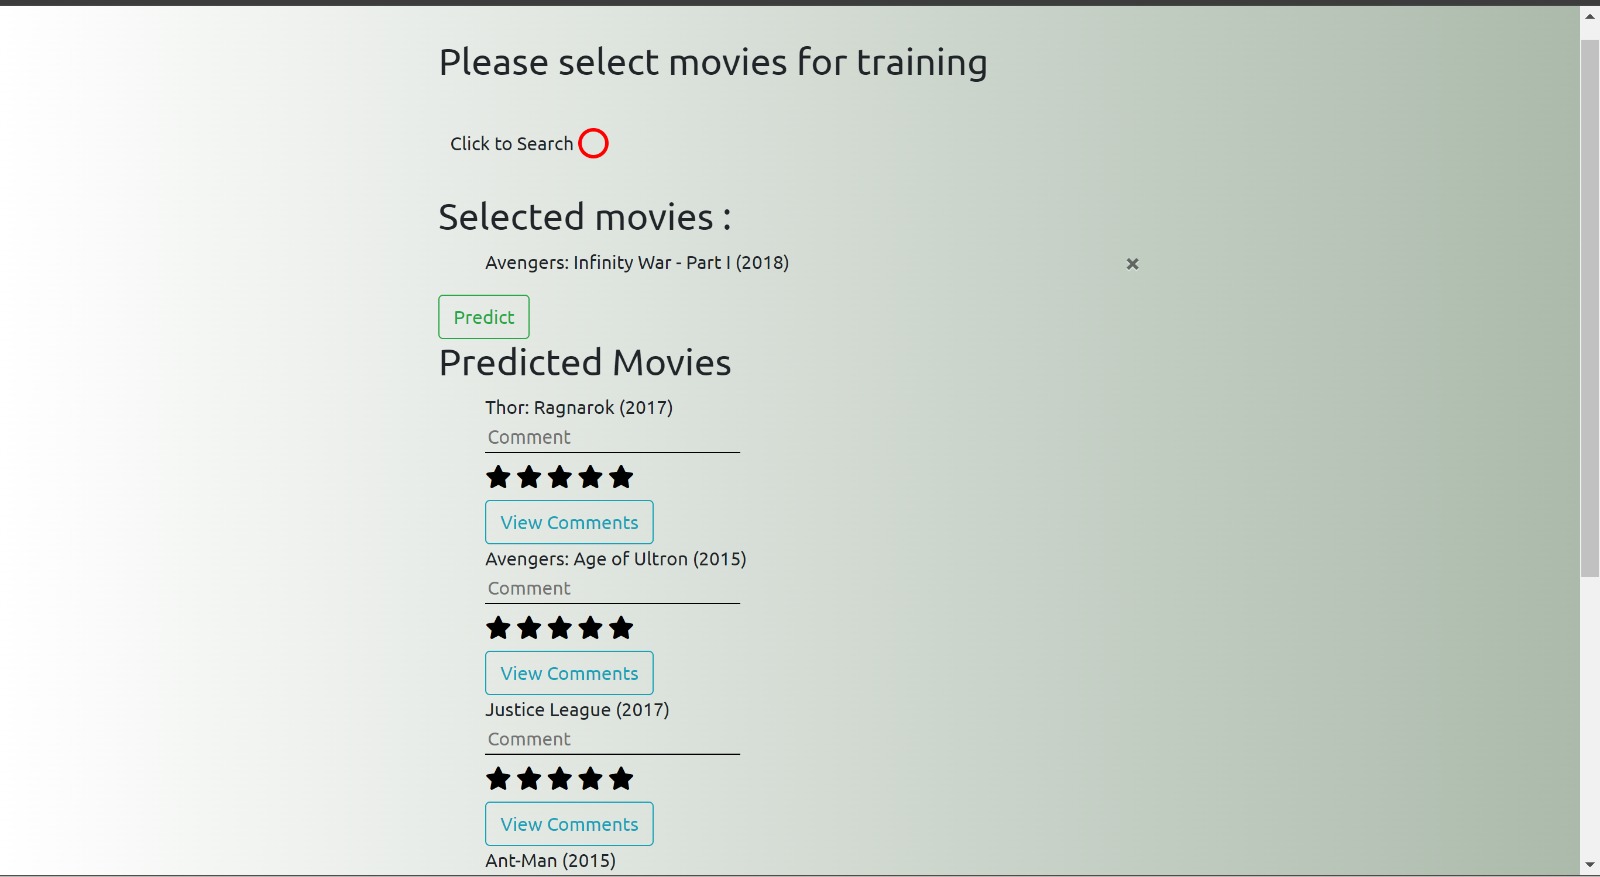 Please select movies for training
Click to Search
Selected movies :
Avengers: Infinity War - Part I (2018)
Predict
Predicted Movies
Thor: Ragnarok (2017)
Comment
View Comments
Avengers: Age of Ultron (2015)
Comment
View Comments
Justice League (2017)
Comment
View Comments
Ant-Man (2015)